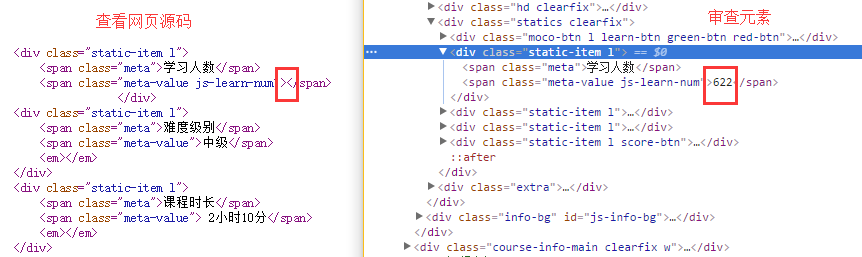 查看网页源码
<div class="static-item l">
<span class="meta">学习人数</span>
<span class="meta-value js-learn-num"></span>
</div>
<div class="static-item l">
<span class="meta">难度级别</span>
<span class="meta-value">中级</span>
<em></em>
</div>
<div class="static-item l">
<span class="meta">课程时长</span>
<span class="meta-value"> 2小时10分</span>
<em></em>
</div>
审查元素
▶<div class="hd clearfix">…</div>
▼<div class="statics clearfix">
▶<div class="moco-btn l learn-btn green-btn red-btn">…</div>
… ▼<div class="static-item l"> == $0
<span class="meta">学习人数</span>
<span class="meta-value js-learn-num">622</span>
</div>
▶<div class="static-item l">…</div>
▶<div class="static-item l">…</div>
▶<div class="static-item l score-btn">…</div>
::after
</div>
▶<div class="extra">…</div>
</div>
▶<div class="info-bg" id="js-info-bg">…</div>
</div>
▶<div class="course-info-main clearfix w">…</div>